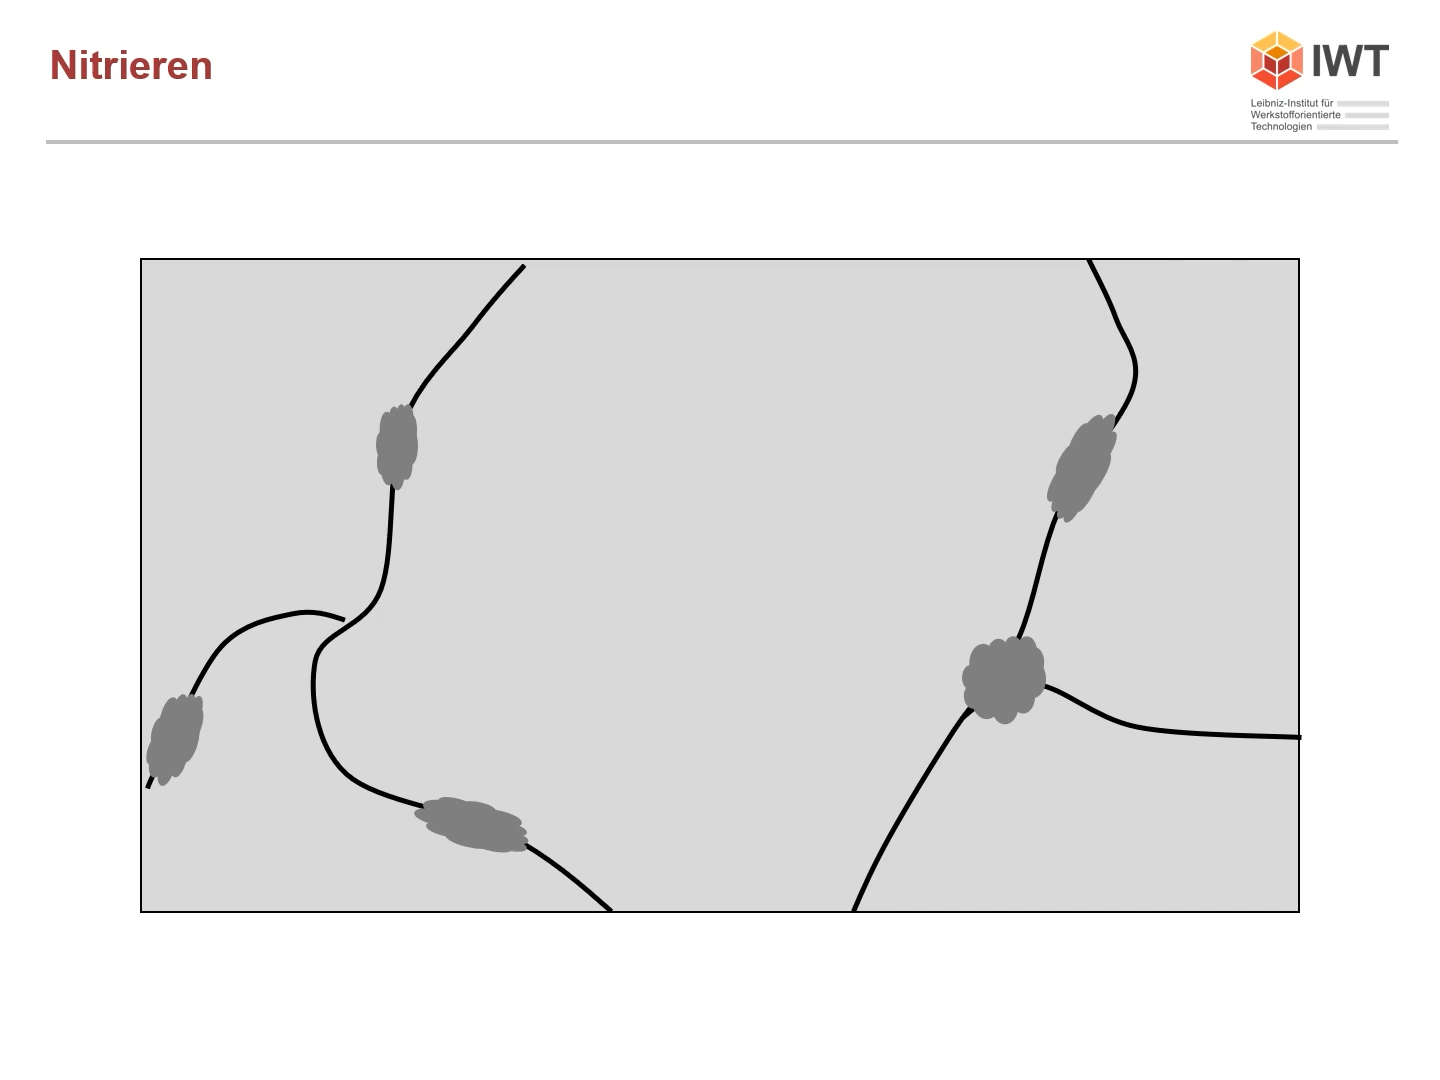 Nitrieren
IWT
Leibniz-Institut für
Werkstofforientierte
Technologien